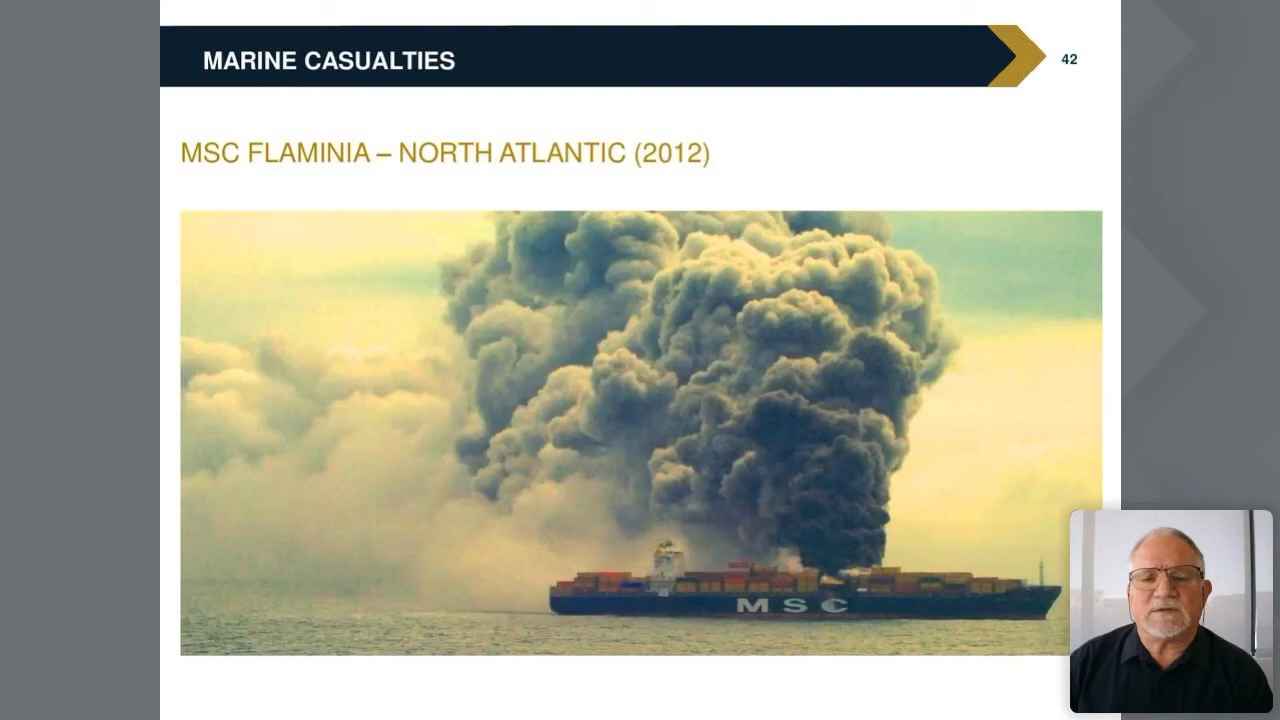 MARINE CASUALTIES
42
MSC FLAMINIA – NORTH ATLANTIC (2012)
MSC